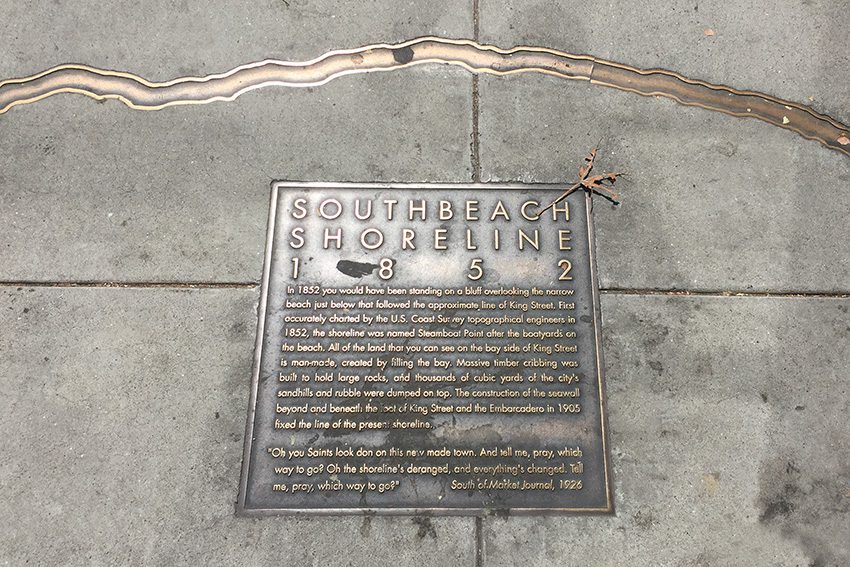 SOUTHBEACH
SHORELINE
1 8 5 2
In 1852 you would have been standing on a bluff overlooking the narrow
beach just below that followed the approximate line of King Street. First
accurately charted by the U.S. Coast Survey topographical engineers in
1852, the shoreline was named Steamboat Point after the boatyards on
the beach. All of the land that you can see on the bay side of King Street
is man-made, created by filling the bay. Massive timber cribbing was
built to hold large rocks, and thousands of cubic yards of the city's
sandhills and rubble were dumped on top. The construction of the seawall
beyond and beneath the foot of King Street and the Embarcadero in 1905
fixed the line of the present shoreline.
"Oh you Saints look don on this new made town. And tell me, pray, which
way to go? Oh the shoreline's deranged, and everything's changed. Tell
me, pray, which way to go?" South of Market Journal, 1926